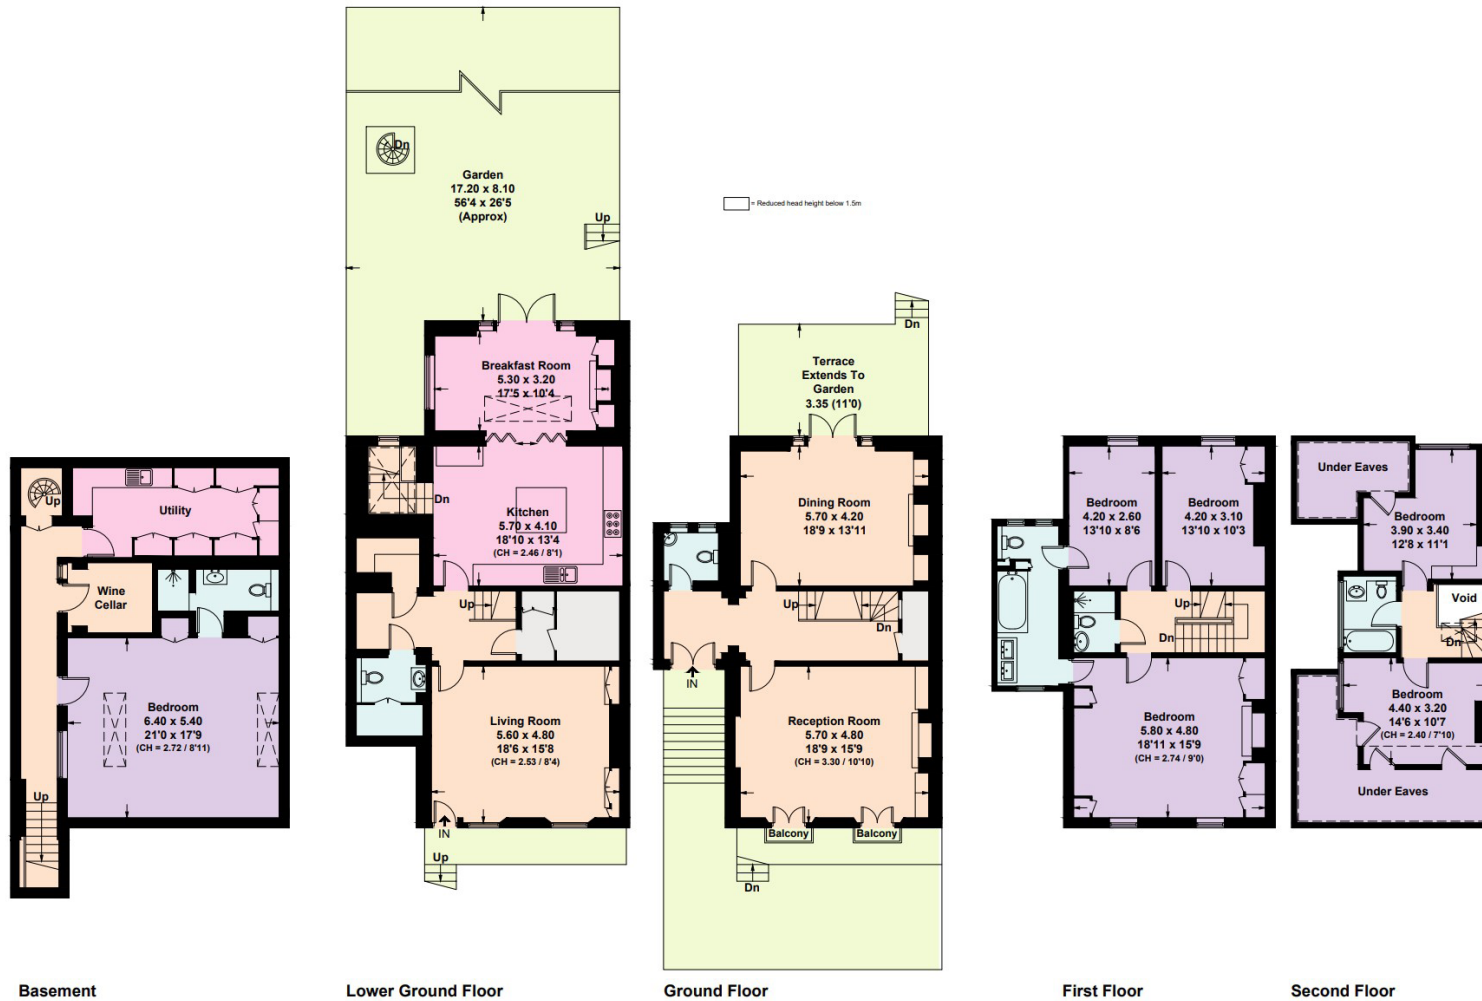 Dn
Garden
17.20 x 8.10
56'4 x 26'5
(Approx)
Up
= Reduced head height below 1.5m
Breakfast Room
5.30 x 3.20
17'5 x 10'4
Dn
Kitchen
5.70 x 4.10
18'10 x 13'4
(CH = 2.46 / 8'1)
Up
Living Room
5.60 x 4.80
18'6 x 15'8
(CH = 2.53 / 8'4)
IN
Up
Up
Utility
Wine
Cellar
Bedroom
6.40 x 5.40
21'0 x 17'9
(CH = 2.72 / 8'11)
Up
Dn
Terrace
Extends To
Garden
3.35 (11'0)
Dining Room
5.70 x 4.20
18'9 x 13'11
Up
Dn
IN
Reception Room
5.70 x 4.80
18'9 x 15'9
(CH = 3.30 / 10'10)
Balcony
Balcony
Dn
Bedroom
4.20 x 2.60
13'10 x 8'6
Bedroom
4.20 x 3.10
13'10 x 10'3
Up
Dn
Bedroom
5.80 x 4.80
18'11 x 15'9
(CH = 2.74 / 9'0)
Under Eaves
Bedroom
3.90 x 3.40
12'8 x 11'1
Void
Dn
Bedroom
4.40 x 3.20
14'6 x 10'7
(CH = 2.40 / 7'10)
Under Eaves
Basement
Lower Ground Floor
Ground Floor
First Floor
Second Floor